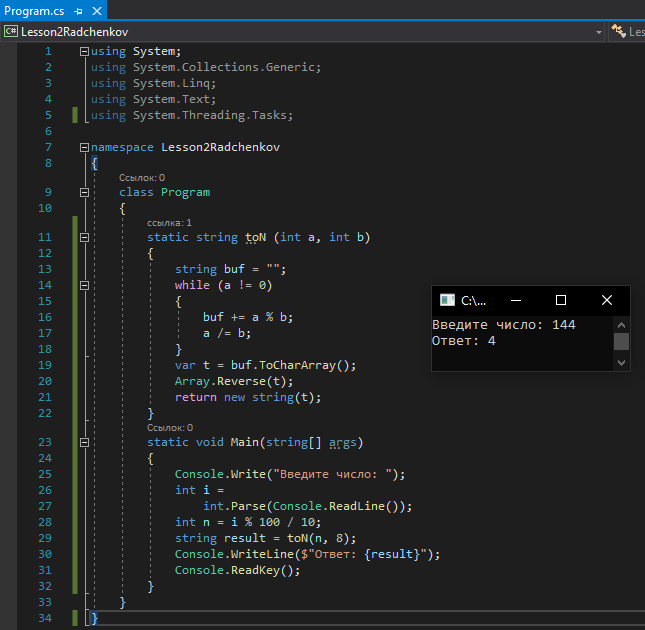 Program.cs
C# Lesson2Radchenkov
Les
1 using System;
2 using System.Collections.Generic;
3 using System.Linq;
4 using System.Text;
5 using System.Threading.Tasks;
6
7 namespace Lesson2Radchenkov
8 {
Ссылок: 0
9 class Program
10 {
ссылка: 1
11 static string toN (int a, int b)
12 {
13 string buf = "";
14 while (a != 0)
15 {
16 buf += a % b;
17 a /= b;
18 }
19 var t = buf.ToCharArray();
20 Array.Reverse(t);
21 return new string(t);
22 }
Ссылок: 0
23 static void Main(string[] args)
24 {
25 Console.Write("Введите число: ");
26 int i =
27 int.Parse(Console.ReadLine());
28 int n = i % 100 / 10;
29 string result = toN(n, 8);
30 Console.WriteLine($"Ответ: {result}");
31 Console.ReadKey();
32 }
33 }
34 }
C:\...
Введите число: 144
Ответ: 4